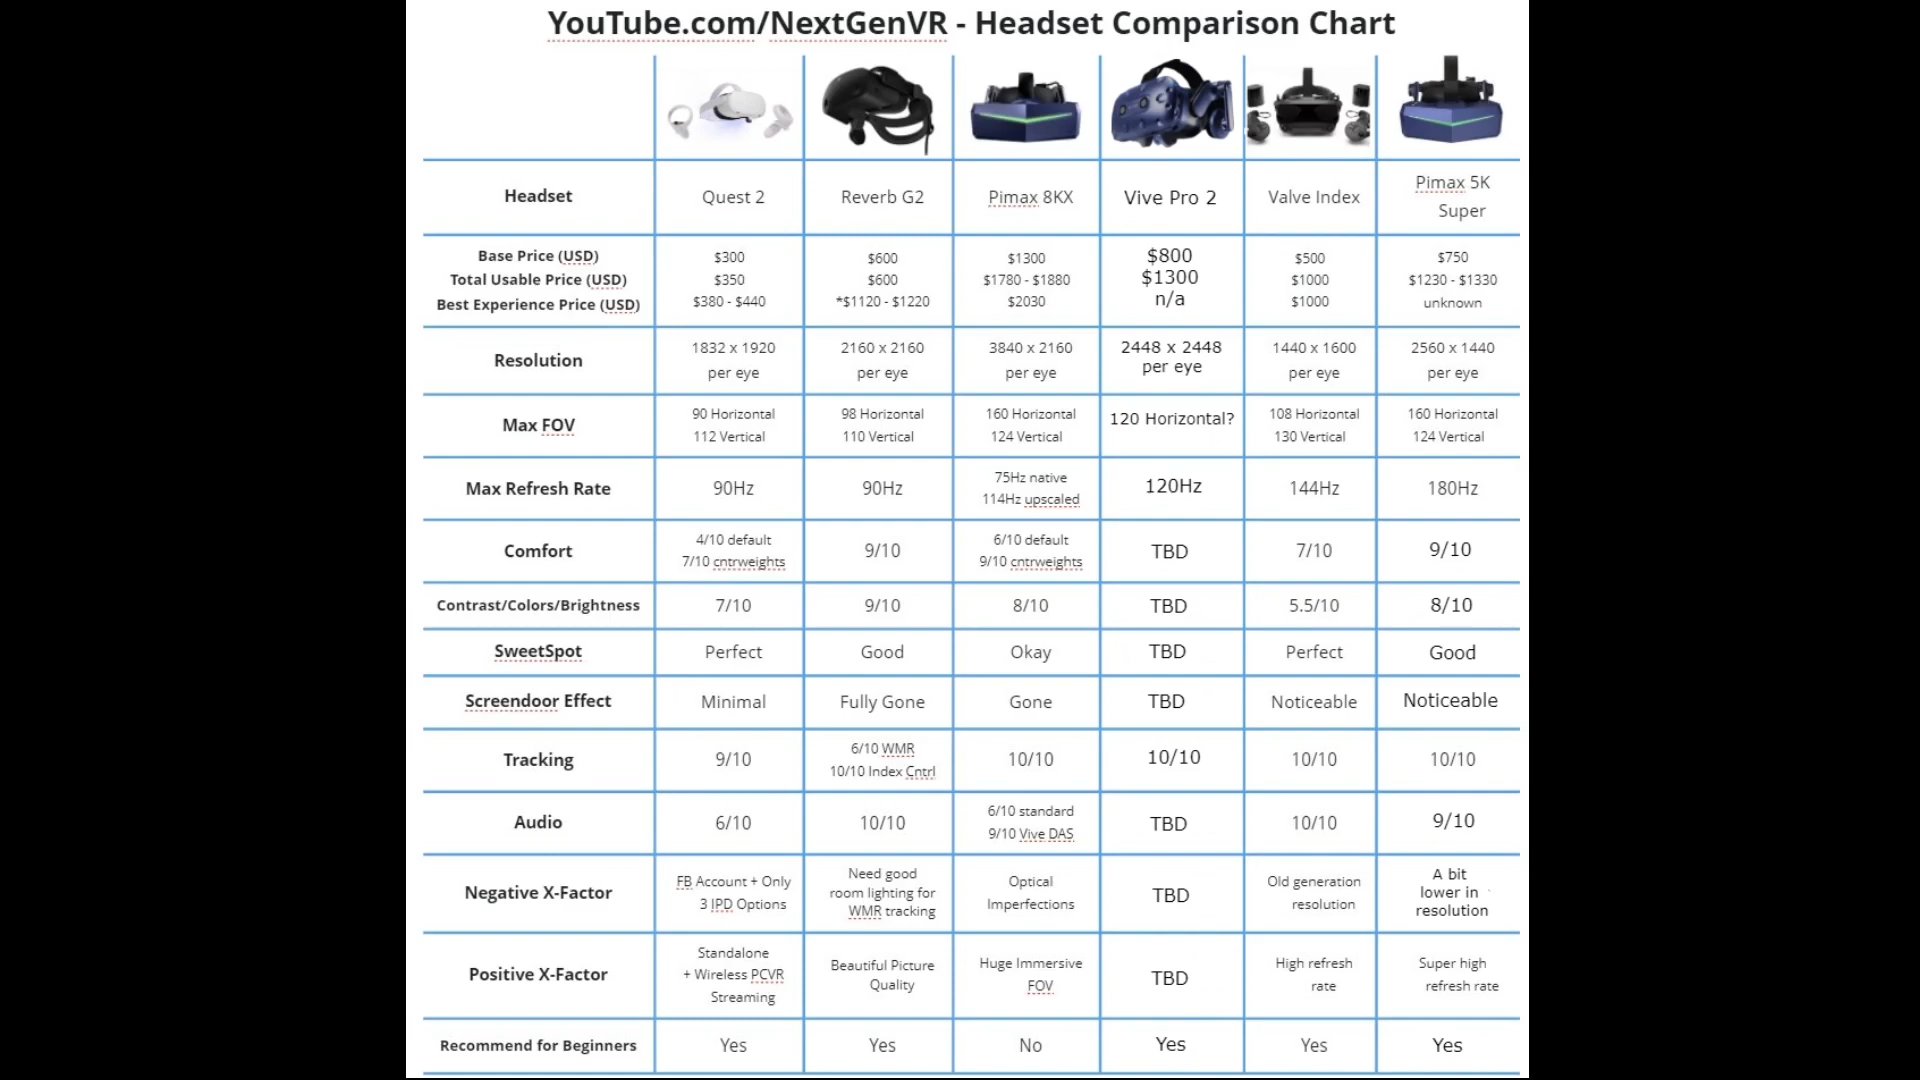 YouTube.com/NextGenVR - Headset Comparison Chart
Headset
Quest 2
Reverb G2
Pimax 8KX
Vive Pro 2
Valve Index
Pimax 5K
Super
Base Price (USD)
Total Usable Price (USD)
Best Experience Price (USD)
$300
$350
$380 - $440
$600
$600
*$1120 - $1220
$1300
$1780 - $1880
$2030
$800
$1300
n/a
$500
$1000
$1000
$750
$1230 - $1330
unknown
Resolution
1832 x 1920
per eye
2160 x 2160
per eye
3840 x 2160
per eye
2448 x 2448
per eye
1440 x 1600
per eye
2560 x 1440
per eye
Max FOV
90 Horizontal
112 Vertical
98 Horizontal
110 Vertical
160 Horizontal
124 Vertical
120 Horizontal?
108 Horizontal
130 Vertical
160 Horizontal
124 Vertical
Max Refresh Rate
90Hz
90Hz
75Hz native
114Hz upscaled
120Hz
144Hz
180Hz
Comfort
4/10 default
7/10 cntrweights
9/10
6/10 default
9/10 cntrweights
TBD
7/10
9/10
Contrast/Colors/Brightness
7/10
9/10
8/10
TBD
5.5/10
8/10
SweetSpot
Perfect
Good
Okay
TBD
Perfect
Good
Screendoor Effect
Minimal
Fully Gone
Gone
TBD
Noticeable
Noticeable
Tracking
9/10
6/10 WMR
10/10 Index Cntrl
10/10
10/10
10/10
10/10
Audio
6/10
10/10
6/10 standard
9/10 Vive DAS
TBD
10/10
9/10
Negative X-Factor
FB Account + Only
3 IPD Options
Need good
room lighting for
WMR tracking
Optical
Imperfections
TBD
Old generation
resolution
A bit
lower in
resolution
Positive X-Factor
Standalone
+ Wireless PCVR
Streaming
Beautiful Picture
Quality
Huge Immersive
FOV
TBD
High refresh
rate
Super high
refresh rate
Recommend for Beginners
Yes
Yes
No
Yes
Yes
Yes